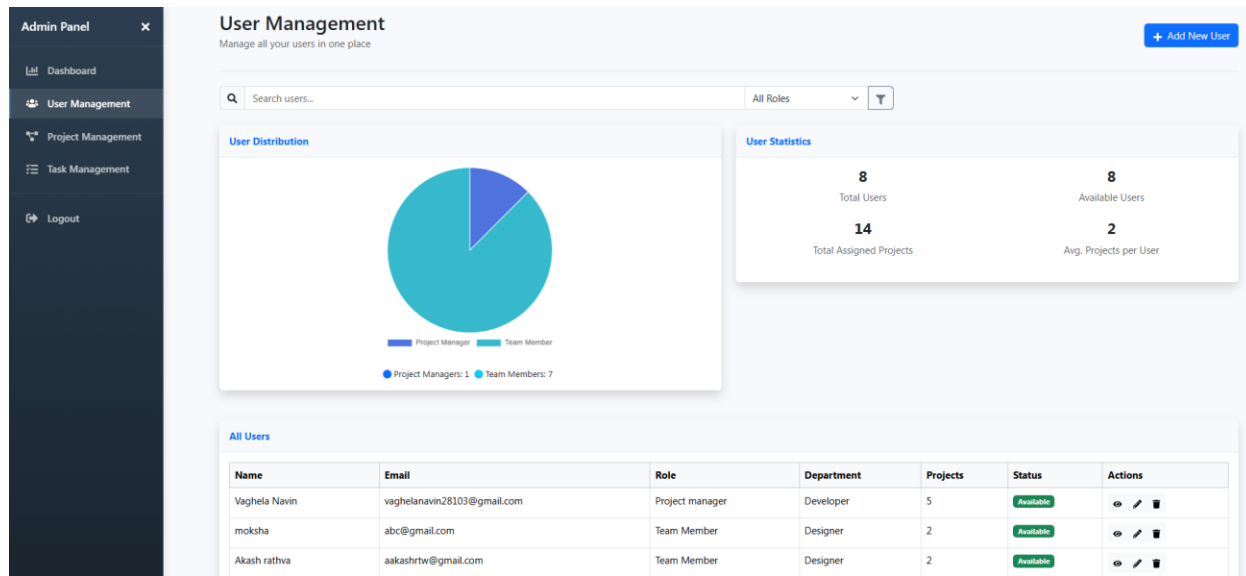 Admin Panel ×
Dashboard
User Management
Project Management
Task Management
Logout
User Management
Manage all your users in one place
+ Add New User
Search users...
All Roles
User Distribution
Project Manager Team Member
Project Managers: 1 Team Members: 7
User Statistics
8 8
Total Users Available Users
14 2
Total Assigned Projects Avg. Projects per User
All Users
Name Email Role Department Projects Status Actions
Vaghela Navin vaghelanavin28103@gmail.com Project manager Developer 5 Available
moksha abc@gmail.com Team Member Designer 2 Available
Akash rathva aakashrtw@gmail.com Team Member Designer 2 Available